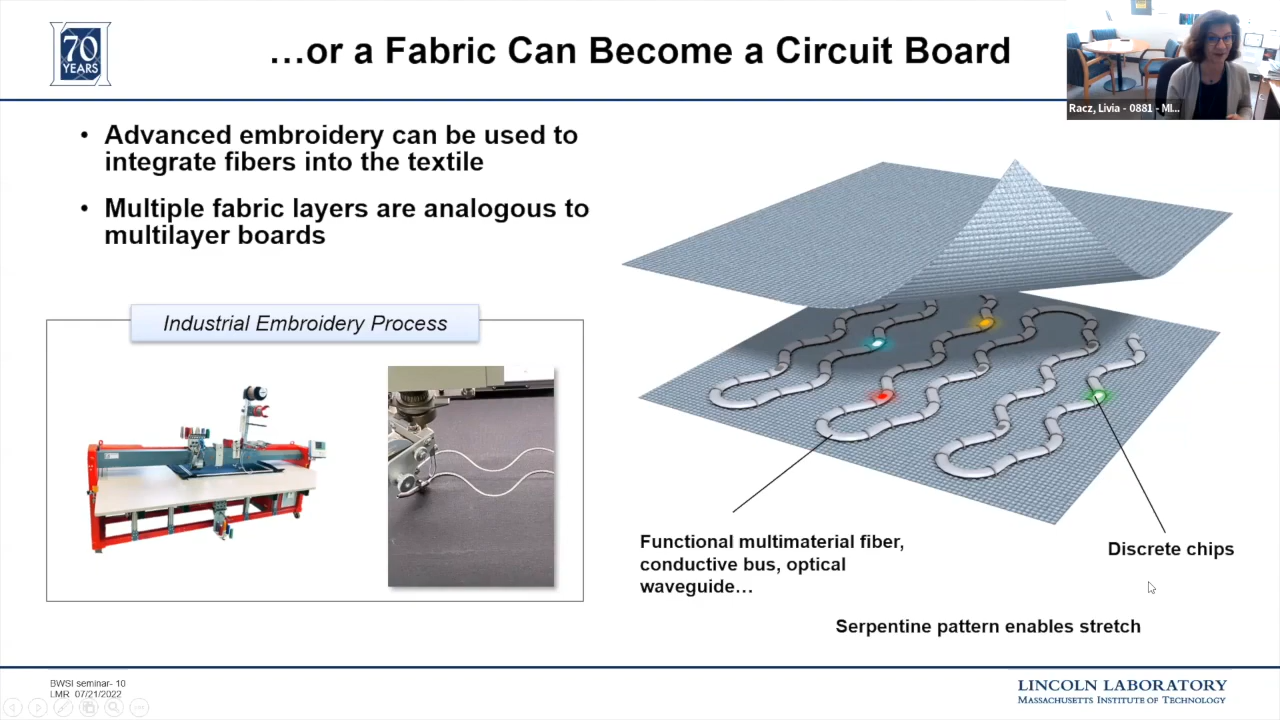 70
YEARS
…or a Fabric Can Become a Circuit Board
Racz, Livia - 0881 - MI...
• Advanced embroidery can be used to
integrate fibers into the textile
• Multiple fabric layers are analogous to
multilayer boards
Industrial Embroidery Process
Functional multimaterial fiber,
conductive bus, optical
waveguide…
Discrete chips
Serpentine pattern enables stretch
BWSI seminar- 10
LMR 07/21/2022
LINCOLN LABORATORY
MASSACHUSETTS INSTITUTE OF TECHNOLOGY